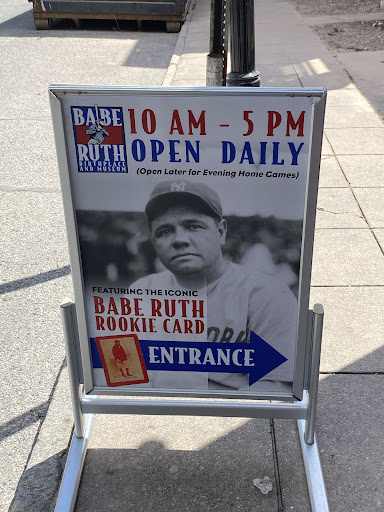 BABE
RUTH
BIRTHPLACE
AND MUSEUM
10 AM - 5 PM
OPEN DAILY
(Open Later for Evening Home Games)
FEATURING THE ICONIC
BABE RUTH
ROOKIE CARD
ENTRANCE